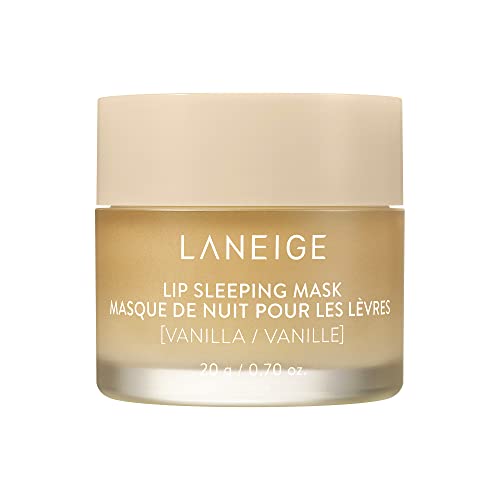 LANEIGE
LIP SLEEPING MASK
MASQUE DE NUIT POUR LES LÈVRES
[VANILLA / VANILLE]
20 g / 0.70 oz.